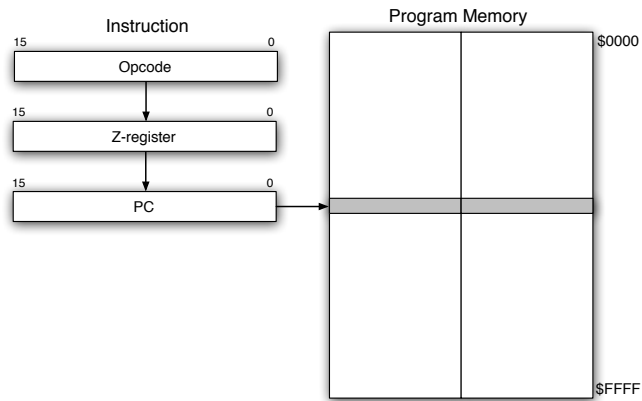 Instruction
15 0
Opcode
15 0
Z-register
15 0
PC
Program Memory
$0000
$FFFF